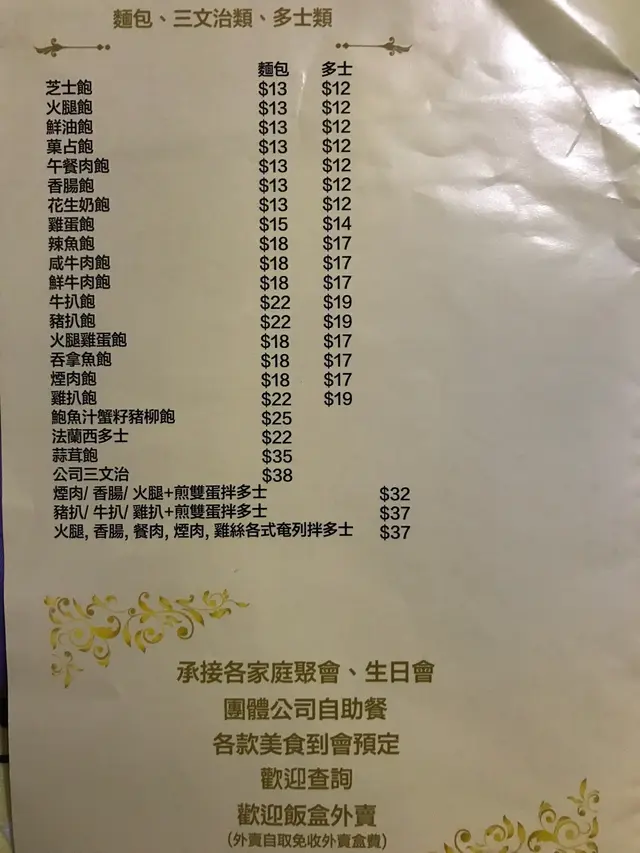 麵包、三文治類、多士類
麵包 多士
芝士飽 $13 $12
火腿飽 $13 $12
鮮油飽 $13 $12
菓占飽 $13 $12
午餐肉飽 $13 $12
香腸飽 $13 $12
花生奶飽 $13 $12
雞蛋飽 $15 $14
辣魚飽 $18 $17
咸牛肉飽 $18 $17
鮮牛肉飽 $18 $17
牛扒飽 $22 $19
豬扒飽 $22 $19
火腿雞蛋飽 $18 $17
吞拿魚飽 $18 $17
煙肉飽 $18 $17
雞扒飽 $22 $19
鮑魚汁蟹籽豬柳飽 $25
法蘭西多士 $22
蒜茸飽 $35
公司三文治 $38
煙肉/ 香腸/ 火腿+煎雙蛋拌多士 $32
豬扒/ 牛扒/ 雞扒+煎雙蛋拌多士 $37
火腿, 香腸, 餐肉, 煙肉, 雞絲各式奄列拌多士 $37
承接各家庭聚會、生日會
團體公司自助餐
各款美食到會預定
歡迎查詢
歡迎飯盒外賣
(外賣自取免收外賣盒費)